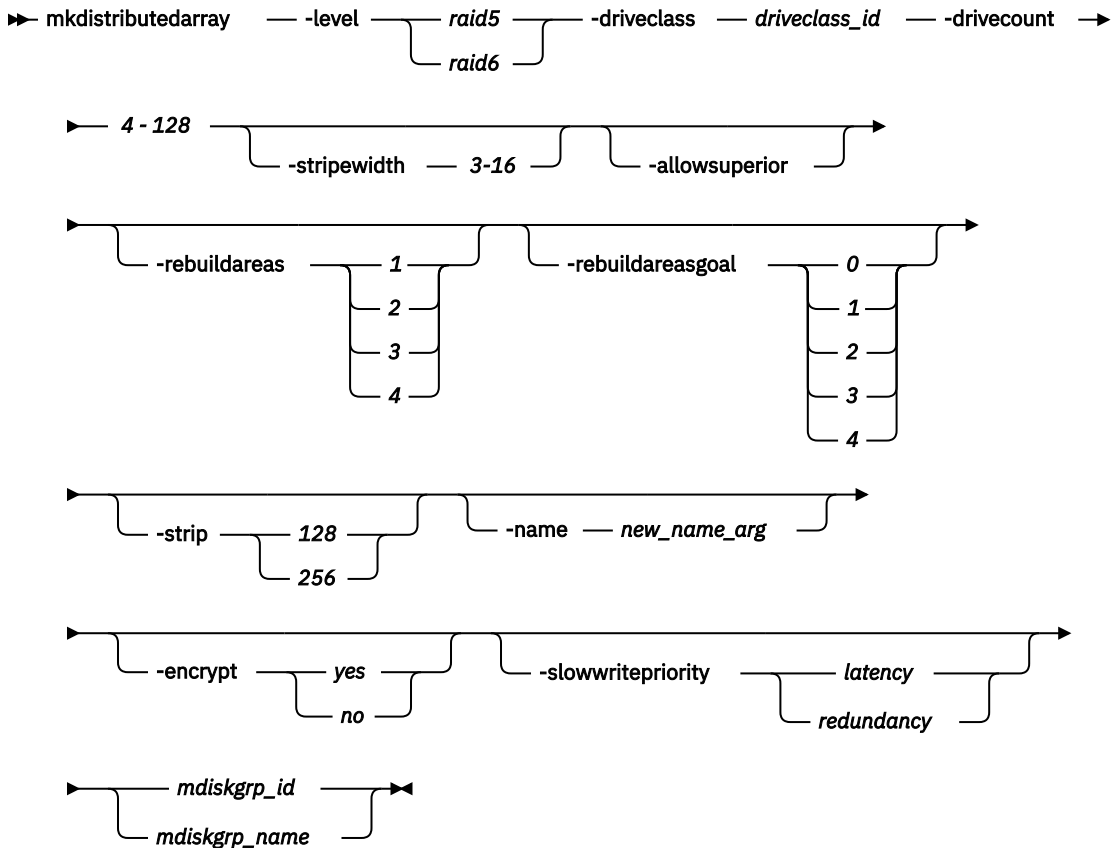 mkdistributedarray -level raid5 -driveclass driveclass_id -drivecount
raid6
4 - 128
-stripewidth 3-16 -allowsuperior
-rebuildareas 1 -rebuildareasgoal 0
2 1
3 2
4 3
4
-strip 128 -name new_name_arg
256
-encrypt yes -slowwritepriority latency
no redundancy
mdiskgrp_id
mdiskgrp_name